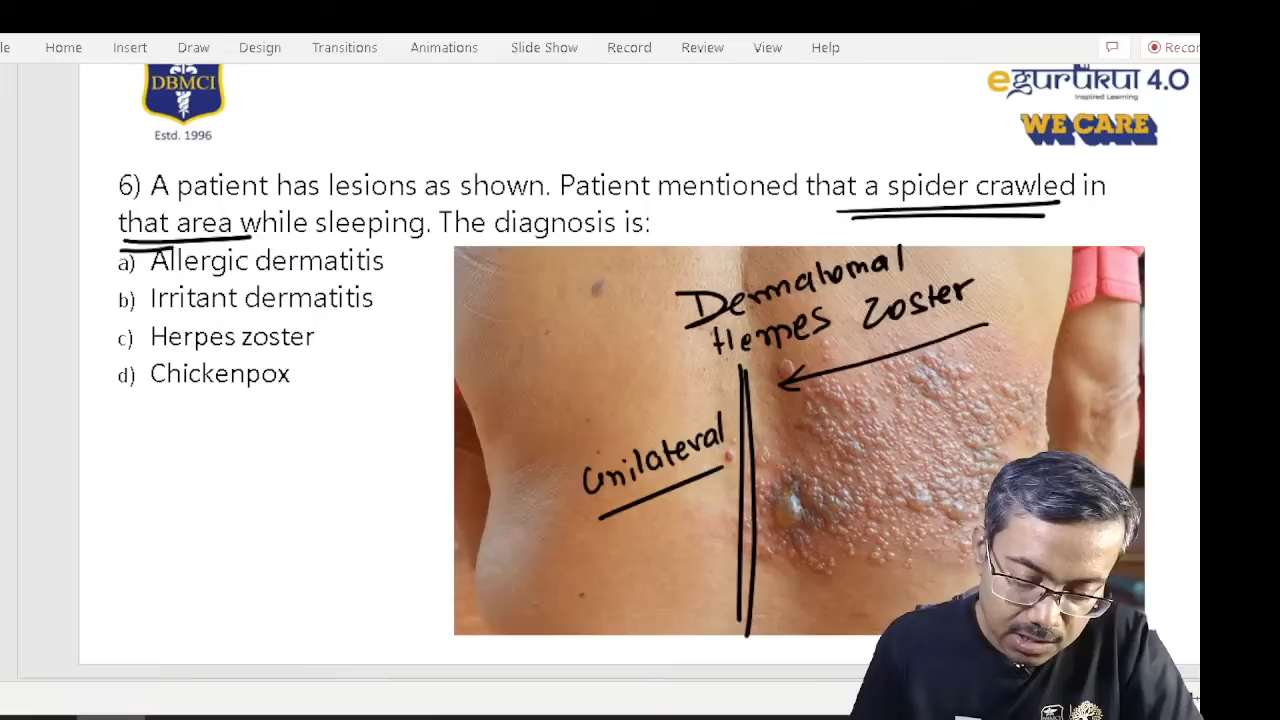 le Home Insert Draw Design Transitions Animations Slide Show Record Review View Help Recor
DBMCI
Estd. 1996
eGurukul 4.0
Inspired Learning
WE CARE
6) A patient has lesions as shown. Patient mentioned that a spider crawled in
that area while sleeping. The diagnosis is:
a) Allergic dermatitis
b) Irritant dermatitis
c) Herpes zoster
d) Chickenpox
Dermatomal
Herpes Zoster
Unilateral
DBMCI